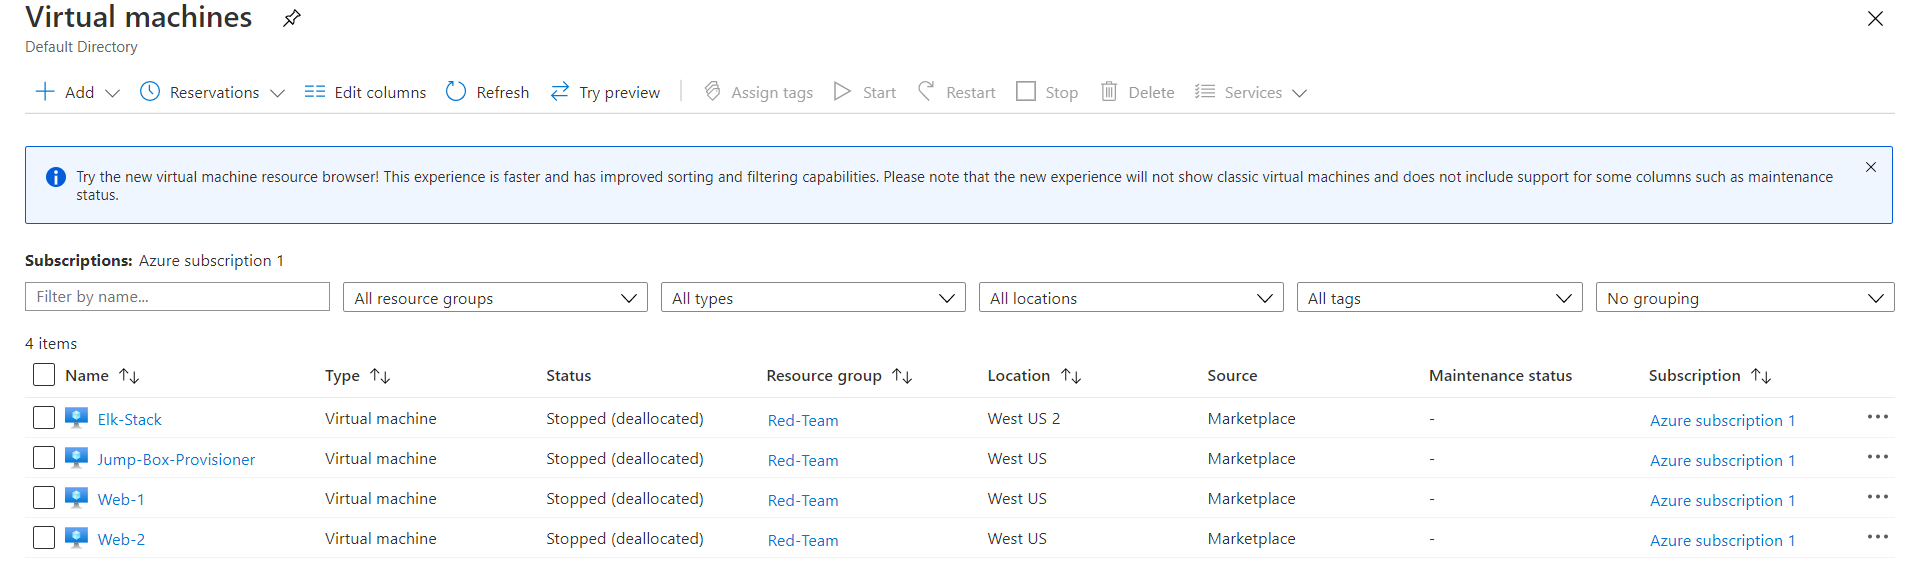 Virtual machines
Default Directory
Add Reservations Edit columns Refresh Try preview Assign tags Start Restart Stop Delete Services
Try the new virtual machine resource browser! This experience is faster and has improved sorting and filtering capabilities. Please note that the new experience will not show classic virtual machines and does not include support for some columns such as maintenance
status.
Subscriptions: Azure subscription 1
Filter by name... All resource groups All types All locations All tags No grouping
4 items
Name Type Status Resource group Location Source Maintenance status Subscription
Elk-Stack Virtual machine Stopped (deallocated) Red-Team West US 2 Marketplace - Azure subscription 1
Jump-Box-Provisioner Virtual machine Stopped (deallocated) Red-Team West US Marketplace - Azure subscription 1
Web-1 Virtual machine Stopped (deallocated) Red-Team West US Marketplace - Azure subscription 1
Web-2 Virtual machine Stopped (deallocated) Red-Team West US Marketplace - Azure subscription 1